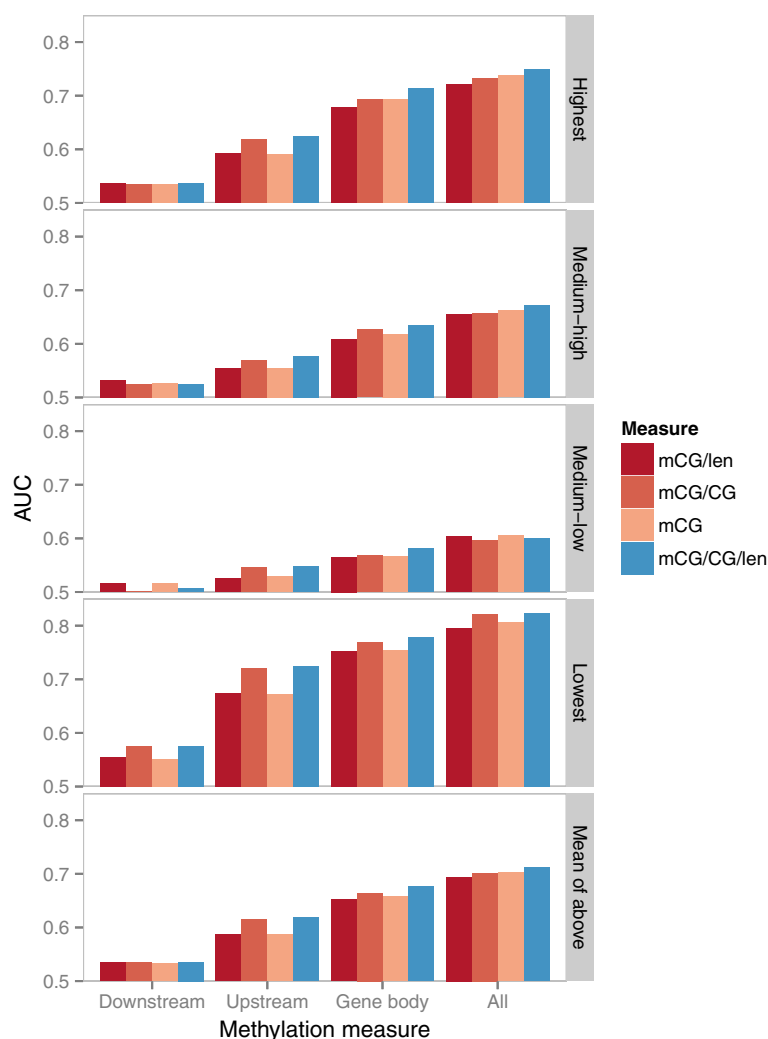 0.8
0.7
0.6
0.5
Highest
0.8
0.7
0.6
0.5
Medium−high
0.8
0.7
0.6
0.5
Medium−low
0.8
0.7
0.6
0.5
Lowest
0.8
0.7
0.6
0.5
Mean of above
AUC
Downstream Upstream Gene body All
Methylation measure
Measure
mCG/len
mCG/CG
mCG
mCG/CG/len